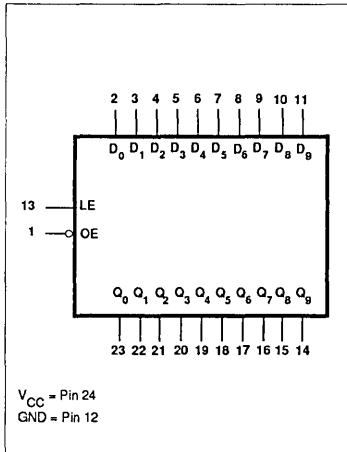 2 3 4 5 6 7 8 9 10 11
D0 D1 D2 D3 D4 D5 D6 D7 D8 D9
13 LE
1 OE
Q0 Q1 Q2 Q3 Q4 Q5 Q6 Q7 Q8 Q9
23 22 21 20 19 18 17 16 15 14
VCC = Pin 24
GND = Pin 12